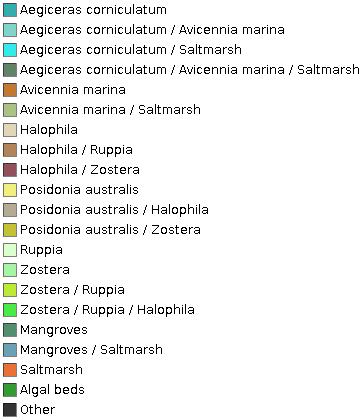 Aegiceras corniculatum
Aegiceras corniculatum / Avicennia marina
Aegiceras corniculatum / Saltmarsh
Aegiceras corniculatum / Avicennia marina / Saltmarsh
Avicennia marina
Avicennia marina / Saltmarsh
Halophila
Halophila / Ruppia
Halophila / Zostera
Posidonia australis
Posidonia australis / Halophila
Posidonia australis / Zostera
Ruppia
Zostera
Zostera / Ruppia
Zostera / Ruppia / Halophila
Mangroves
Mangroves / Saltmarsh
Saltmarsh
Algal beds
Other